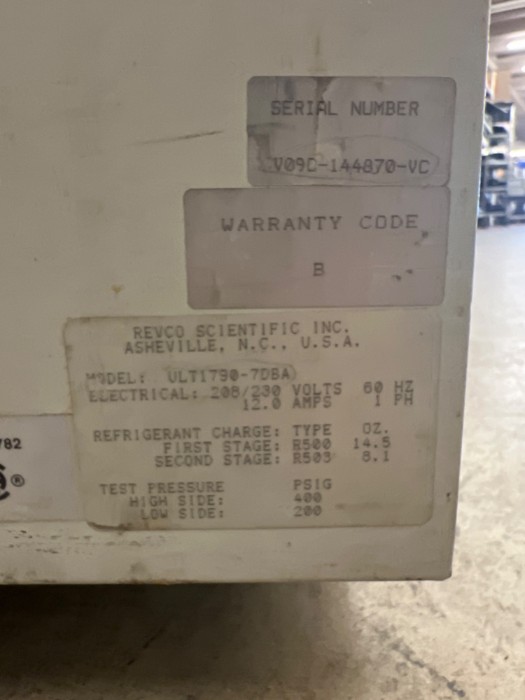 SERIAL NUMBER
V09C-144870-VC
WARRANTY CODE
B
REVCO SCIENTIFIC INC.
ASHEVILLE, N.C., U.S.A.
MODEL: ULT1790-7DBA
ELECTRICAL: 208/230 VOLTS 60 HZ
12.0 AMPS 1 PH
REFRIGERANT CHARGE: TYPE OZ.
FIRST STAGE: R500 14.5
SECOND STAGE: R503 8.1
TEST PRESSURE PSIG
HIGH SIDE: 400
LOW SIDE: 200
782
®